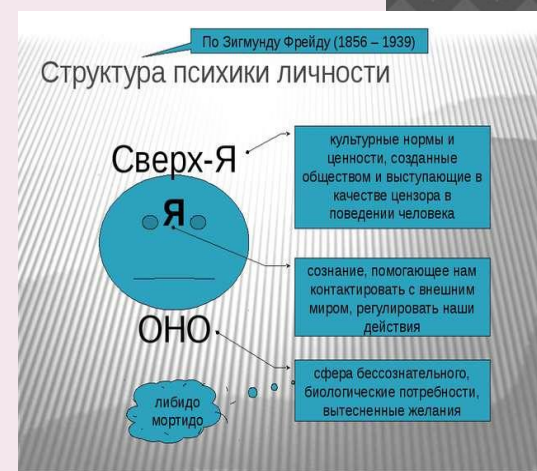 По Зигмунду Фрейду (1856 – 1939)
Структура психики личности
Сверх-Я
культурные нормы и
ценности, созданные
обществом и выступающие в
качестве цензора в
поведении человека
Я
сознание, помогающее нам
контактировать с внешним
миром, регулировать наши
действия
ОНО
сфера бессознательного,
биологические потребности,
вытесненные желания
либидо
мортидо